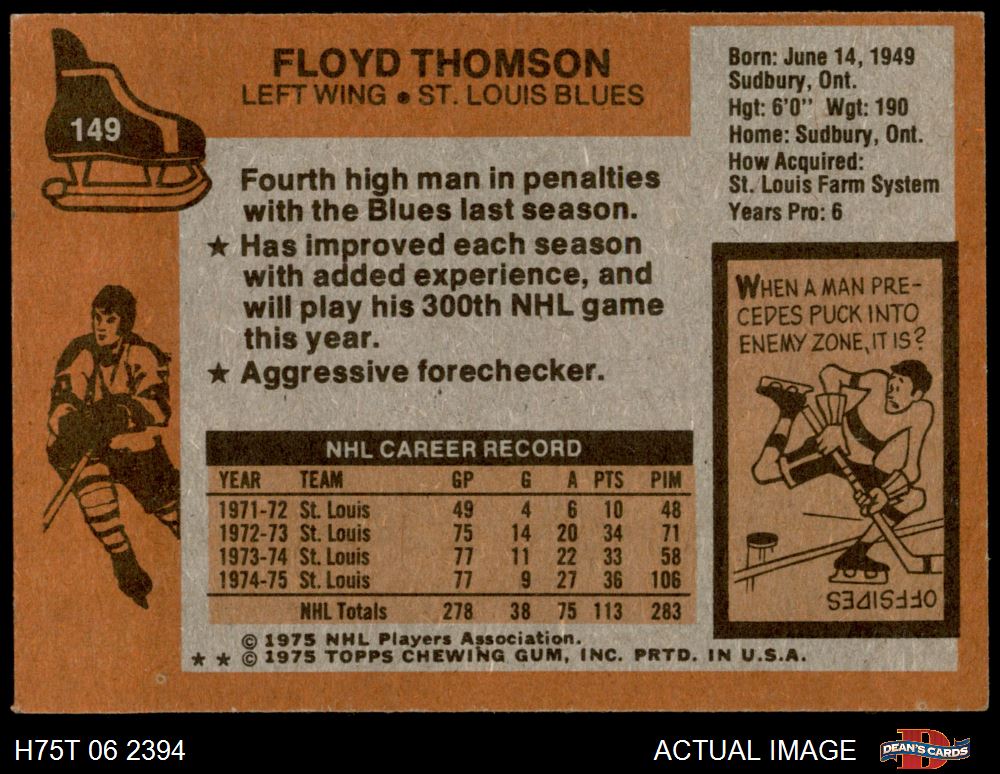 149
FLOYD THOMSON
LEFT WING • ST. LOUIS BLUES
Born: June 14, 1949
Sudbury, Ont.
Hgt: 6'0" Wgt: 190
Home: Sudbury, Ont.
How Acquired:
St. Louis Farm System
Years Pro: 6
Fourth high man in penalties
with the Blues last season.
★ Has improved each season
with added experience, and
will play his 300th NHL game
this year.
★ Aggressive forechecker.
WHEN A MAN PRE-
CEDES PUCK INTO
ENEMY ZONE, IT IS?
OFFSIDES
NHL CAREER RECORD
YEAR TEAM GP G A PTS PIM
1971-72 St. Louis 49 4 6 10 48
1972-73 St. Louis 75 14 20 34 71
1973-74 St. Louis 77 11 22 33 58
1974-75 St. Louis 77 9 27 36 106
NHL Totals 278 38 75 113 283
© 1975 NHL Players Association.
★ ★ © 1975 TOPPS CHEWING GUM, INC. PRTD. IN U.S.A.
H75T 06 2394
ACTUAL IMAGE
DEAN'S CARDS